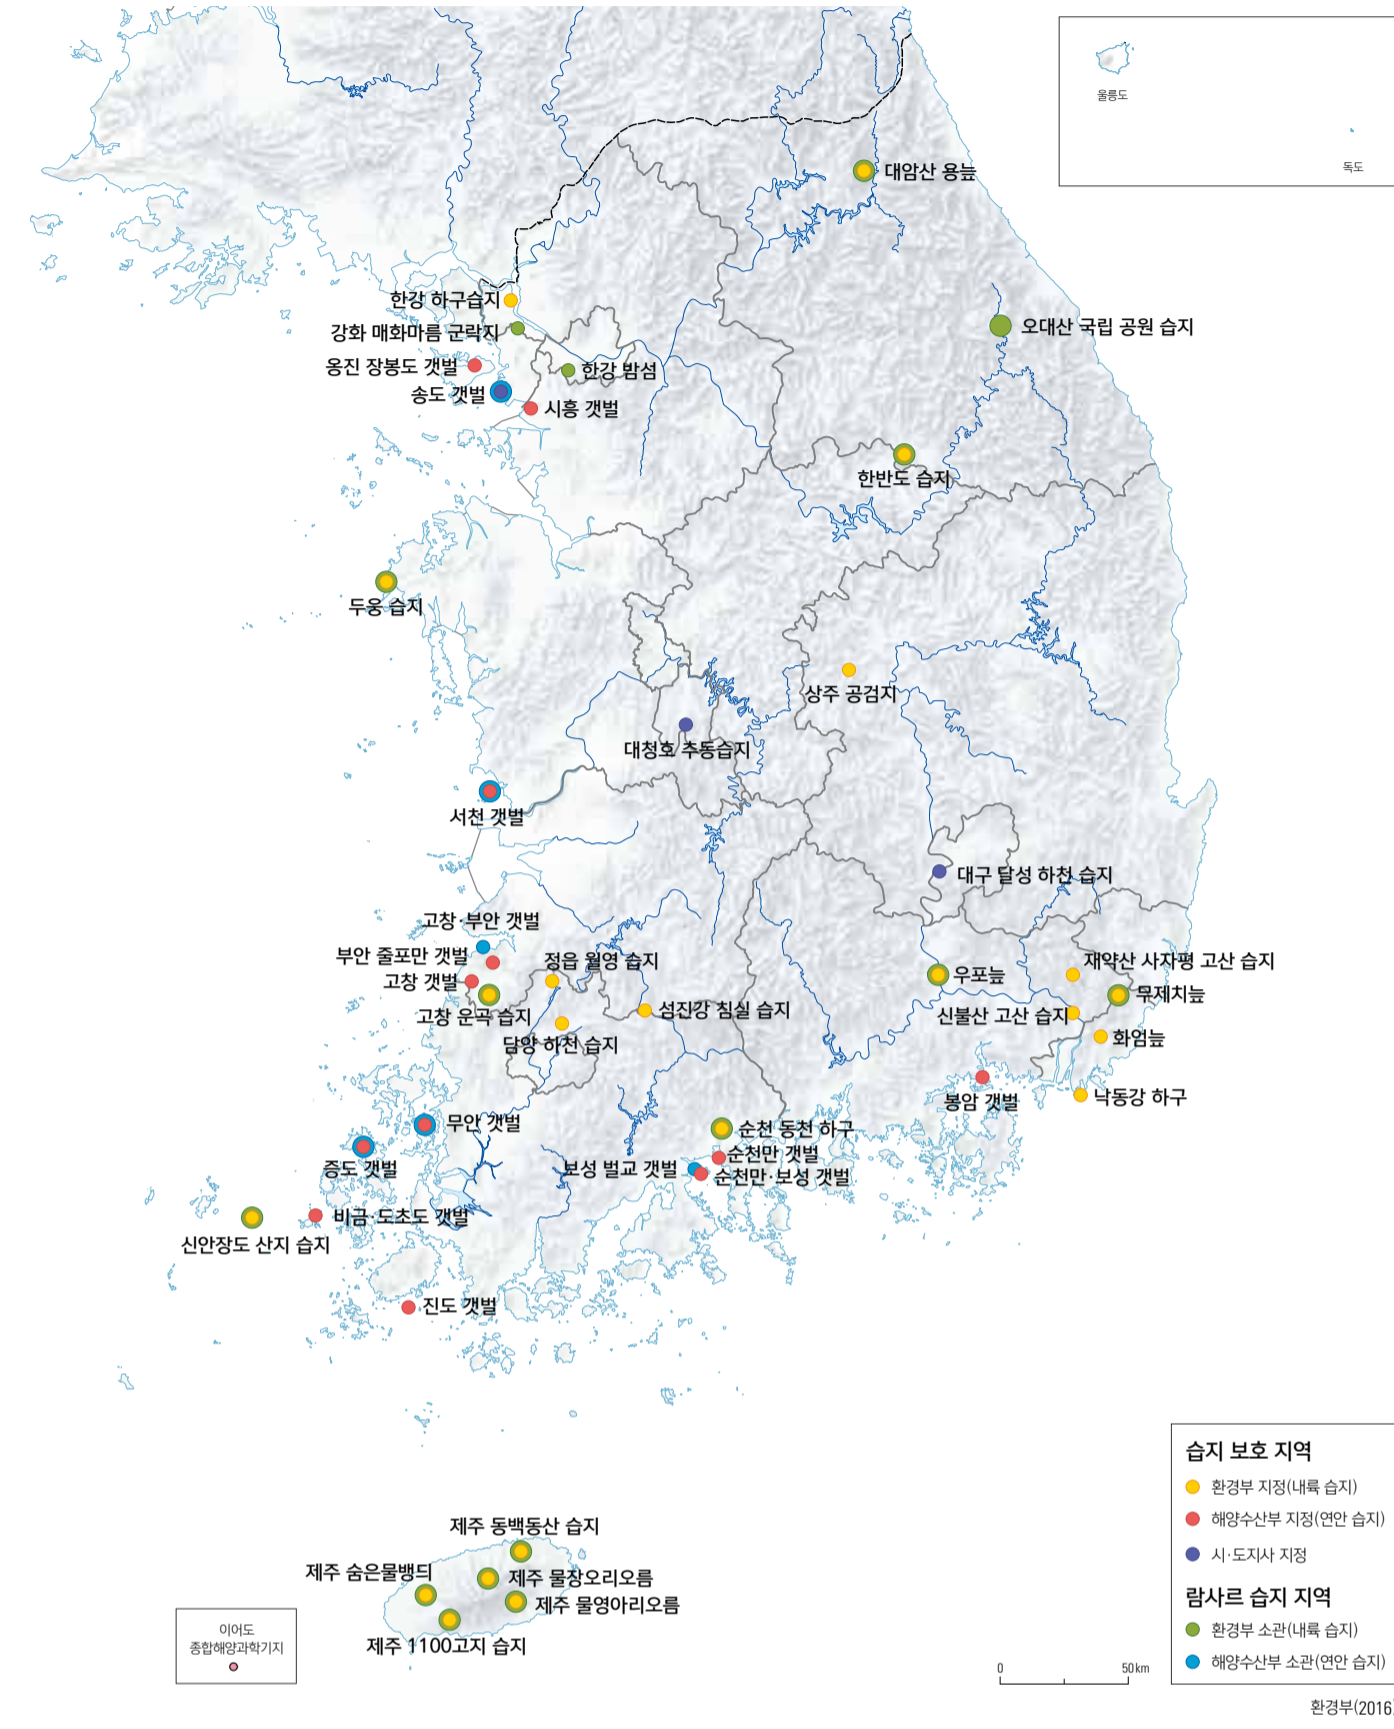 울릉도
독도
대암산 용늪
한강 하구습지
강화 매화마름 군락지
오대산 국립 공원 습지
옹진 장봉도 갯벌
한강 밤섬
송도 갯벌
시흥 갯벌
한반도 습지
두웅 습지
상주 공검지
대청호 추동습지
서천 갯벌
대구 달성 하천 습지
고창·부안 갯벌
부안 줄포만 갯벌
정읍 월영 습지
재약산 사자평 고산 습지
고창 갯벌
우포늪
무제치늪
고창 운곡 습지
섬진강 침실 습지
신불산 고산 습지
담양 하천 습지
화엄늪
봉암 갯벌
낙동강 하구
무안 갯벌
순천 동천 하구
순천만 갯벌
증도 갯벌
보성 벌교 갯벌
순천만·보성 갯벌
비금·도초도 갯벌
신안장도 산지 습지
진도 갯벌
습지 보호 지역
환경부 지정(내륙 습지)
해양수산부 지정(연안 습지)
시·도지사 지정
람사르 습지 지역
환경부 소관(내륙 습지)
해양수산부 소관(연안 습지)
제주 동백동산 습지
제주 숨은물뱅듸
제주 물장오리오름
제주 물영아리오름
제주 1100고지 습지
이어도
종합해양과학기지
0 50km
환경부(2016)